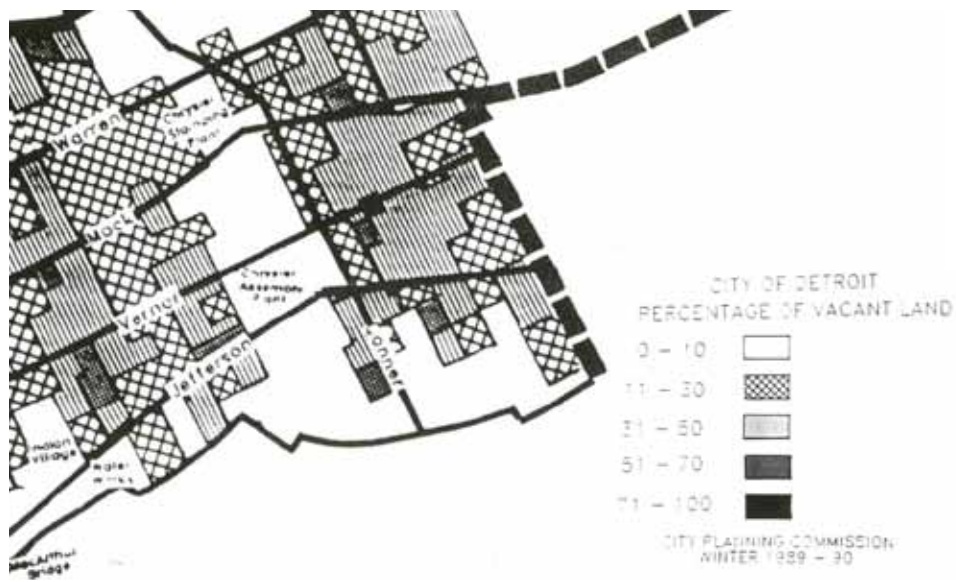 Warren
Chrysler
Stamping
Plant
Mack
Vernor
Chrysler
Assembly
Plant
Jefferson
Conner
Indian
Village
Water
Works
MacArthur
Bridge
CITY OF DETROIT
PERCENTAGE OF VACANT LAND
0 - 10
11 - 30
31 - 50
51 - 70
71 - 100
CITY PLANNING COMMISSION
WINTER 1989 - 90